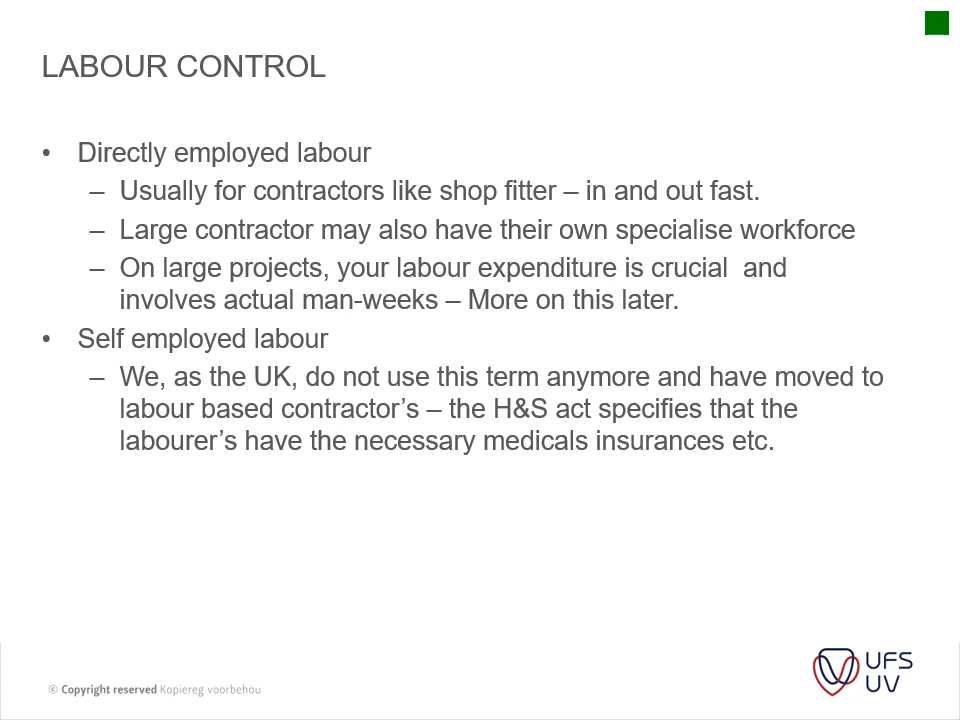 LABOUR CONTROL
• Directly employed labour
– Usually for contractors like shop fitter – in and out fast.
– Large contractor may also have their own specialise workforce
– On large projects, your labour expenditure is crucial  and
involves actual man-weeks – More on this later.
• Self employed labour
– We, as the UK, do not use this term anymore and have moved to
labour based contractor’s – the H&S act specifies that the
labourer’s have the necessary medicals insurances etc.
© Copyright reserved Kopiereg voorbehou
UFS
UV